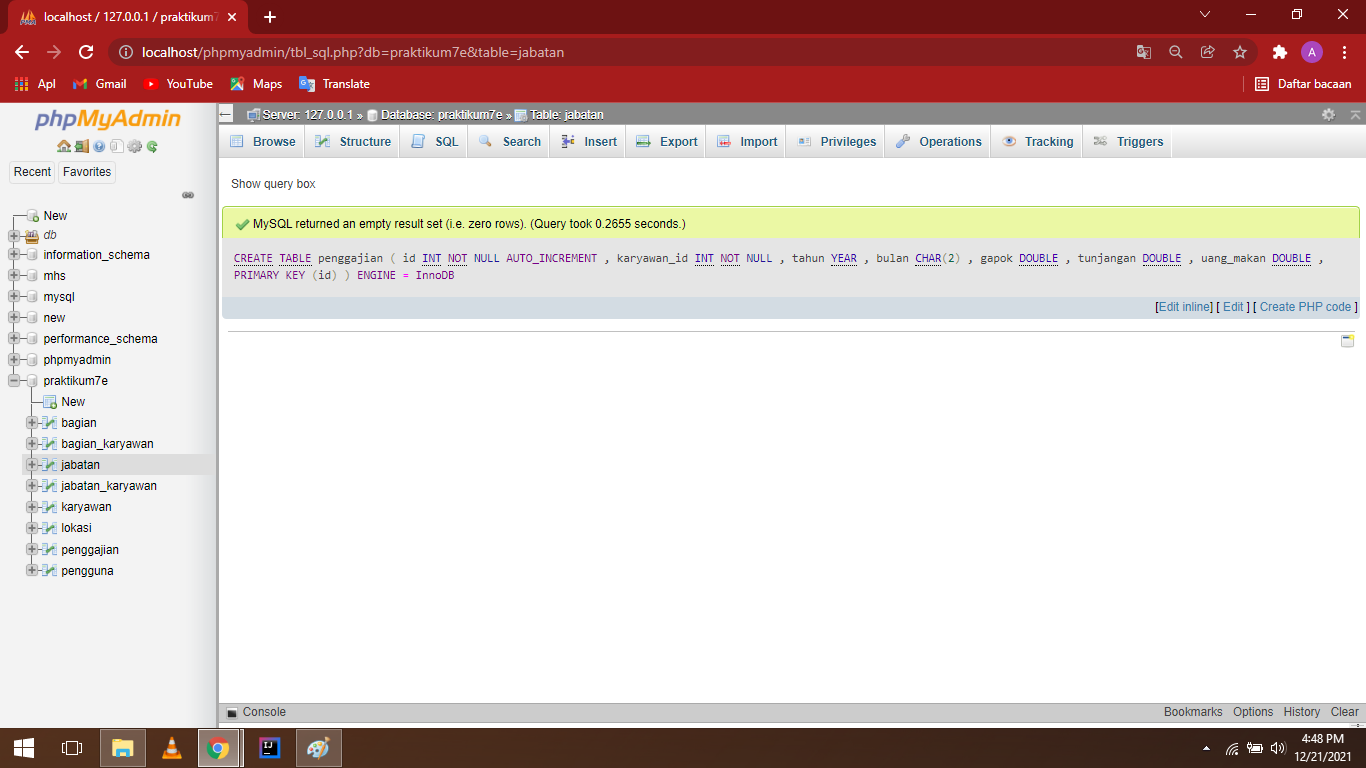 localhost / 127.0.0.1 / praktikum7
localhost/phpmyadmin/tbl_sql.php?db=praktikum7e&table=jabatan
A
Apl Gmail YouTube Maps Translate Daftar bacaan
phpMyAdmin
Recent Favorites
New
db
information_schema
mhs
mysql
new
performance_schema
phpmyadmin
praktikum7e
New
bagian
bagian_karyawan
jabatan
jabatan_karyawan
karyawan
lokasi
penggajian
pengguna
Server: 127.0.0.1 » Database: praktikum7e » Table: jabatan
Browse Structure SQL Search Insert Export Import Privileges Operations Tracking Triggers
Show query box
MySQL returned an empty result set (i.e. zero rows). (Query took 0.2655 seconds.)
CREATE TABLE penggajian ( id INT NOT NULL AUTO_INCREMENT , karyawan_id INT NOT NULL , tahun YEAR , bulan CHAR(2) , gapok DOUBLE , tunjangan DOUBLE , uang_makan DOUBLE ,
PRIMARY KEY (id) ) ENGINE = InnoDB
[Edit inline] [ Edit ] [ Create PHP code ]
Console Bookmarks Options History Clear
IJ
4:48 PM
12/21/2021